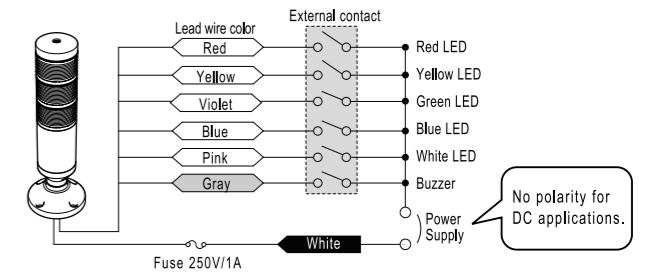 External contact
Lead wire color
Red
Red LED
Yellow
Yellow LED
Violet
Green LED
Blue
Blue LED
Pink
White LED
Gray
Buzzer
No polarity for
DC applications.
Power
Supply
White
Fuse 250V/1A